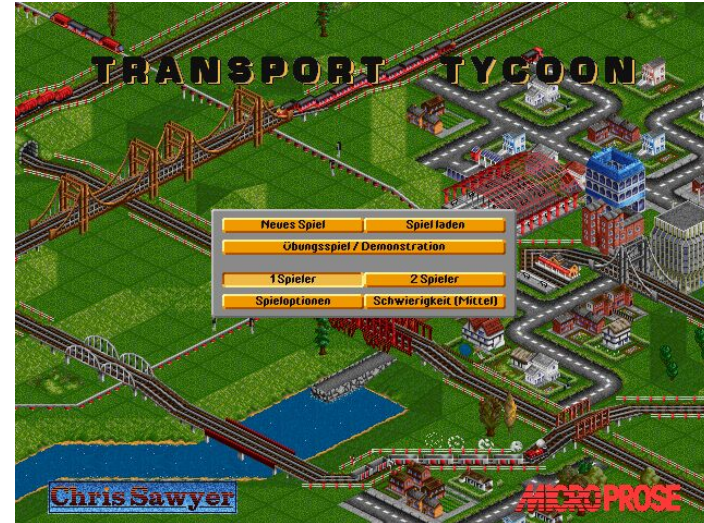 TRANSPORT TYCOON
Neues Spiel
Spiel laden
Übungsspiel / Demonstration
1 Spieler
2 Spieler
Spieloptionen
Schwierigkeit (Mittel)
Chris Sawyer
MICROPROSE